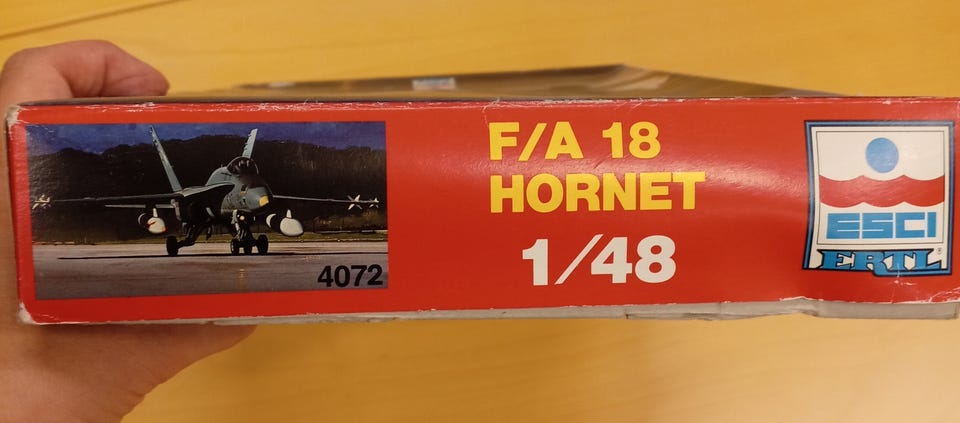 4072
F/A 18
HORNET
1/48
ESCI
ERTL®